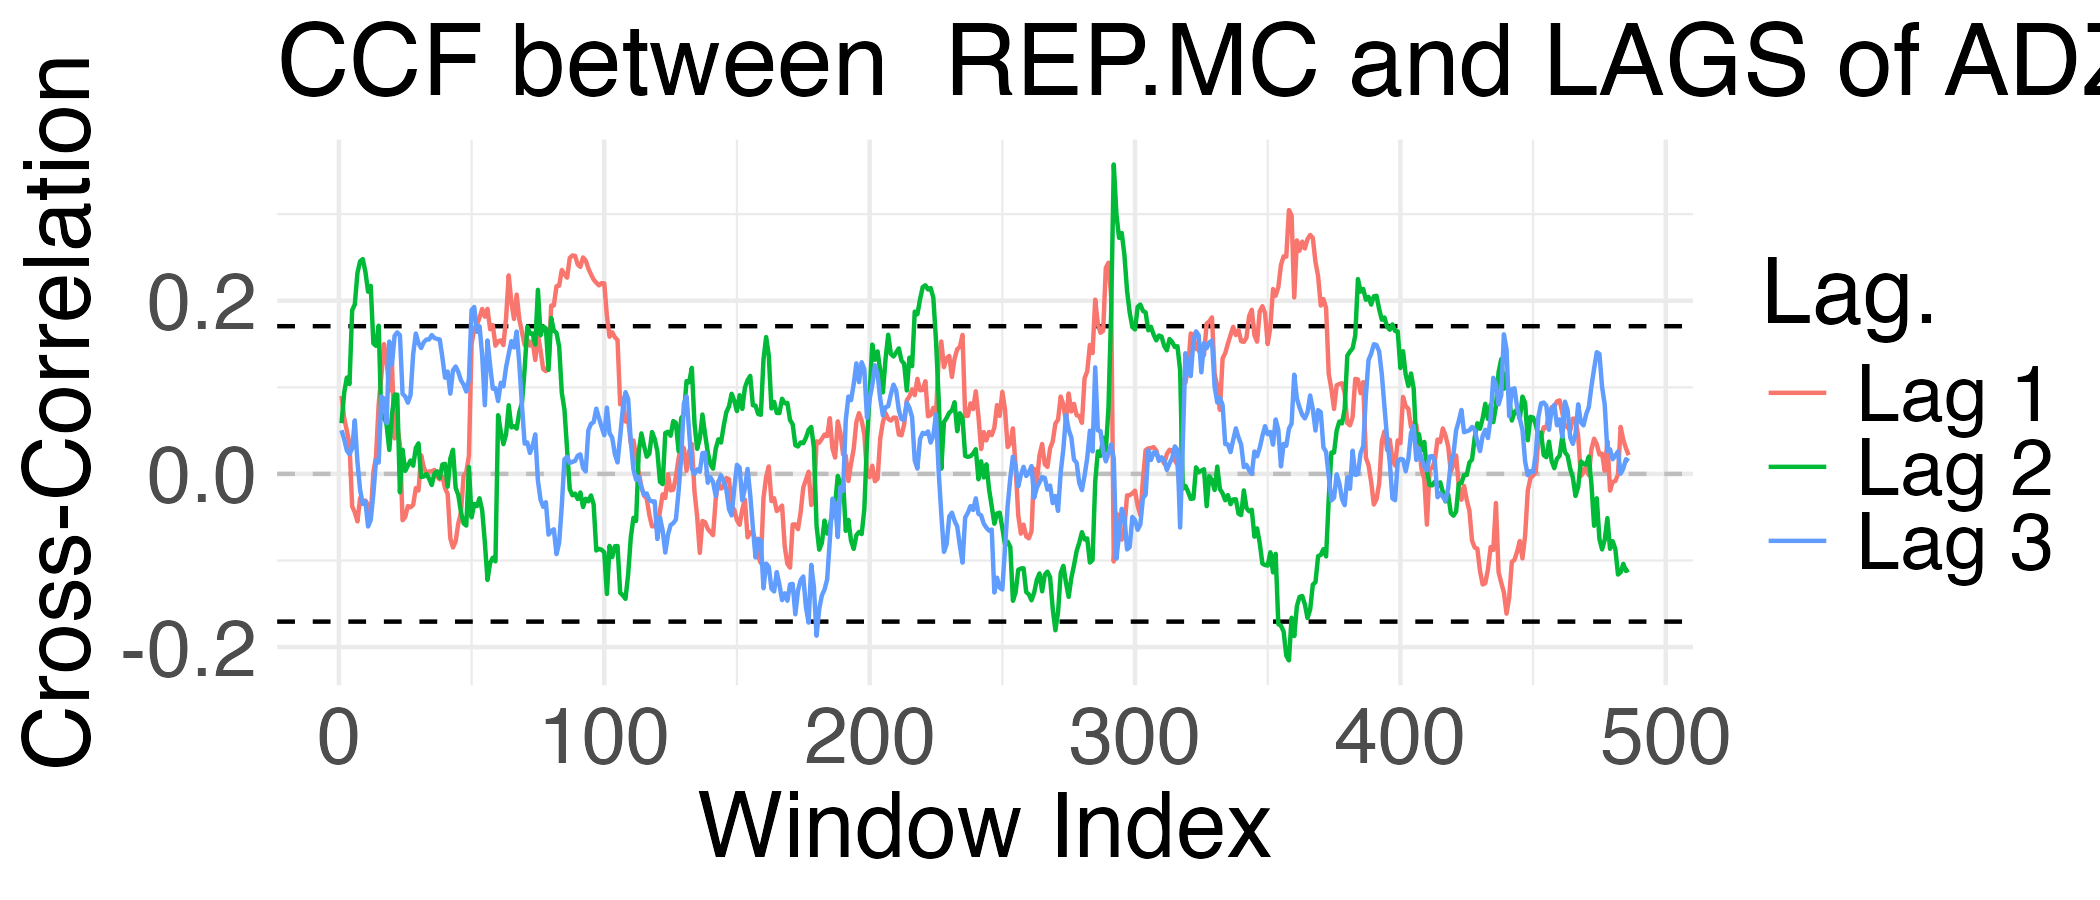 CCF between  REP.MC and LAGS of ADZ
Cross-Correlation
0.2
0.0
-0.2
0 100 200 300 400 500
Window Index
Lag.
Lag 1
Lag 2
Lag 3